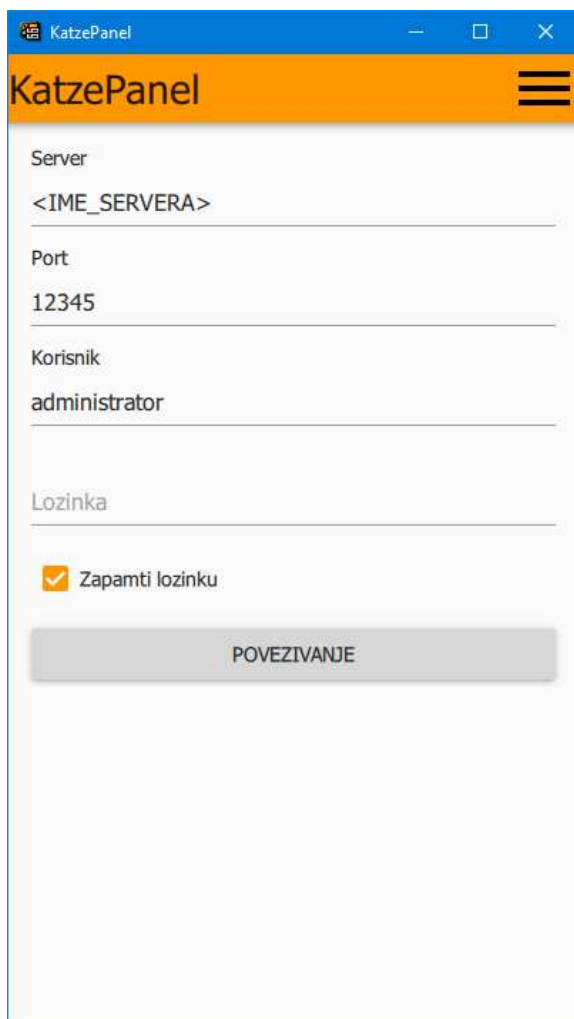 KatzePanel
KatzePanel
Server
<IME_SERVERA>
Port
12345
Korisnik
administrator
Lozinka
Zapamti lozinku
POVEZIVANJE